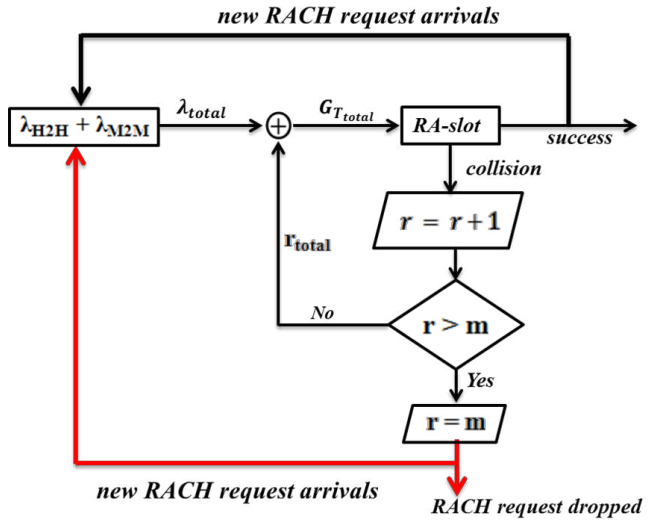 new RACH request arrivals
λH2H + λM2M
λtotal
GTtotal
RA-slot
success
collision
r = r+1
rtotal
No
r > m
Yes
r = m
new RACH request arrivals
RACH request dropped